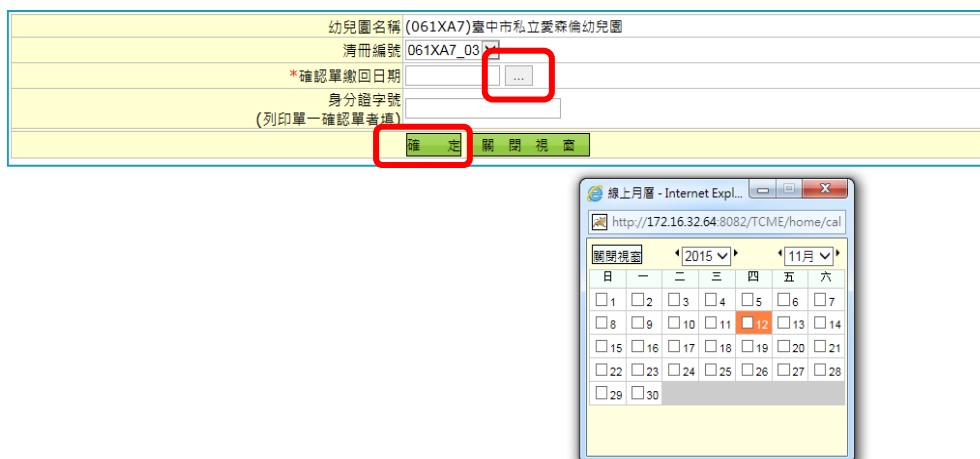 幼兒園名稱 (061XA7)臺中市私立愛森倫幼兒園
清冊編號 061XA7_03
*確認單繳回日期 ...
身分證字號
(列印單一確認單者填)
確 定 關 閉 視 窗
線上月曆 - Internet Expl...
http://172.16.32.64:8082/TCME/home/cal
關閉視窗 2015 11月
日 一 二 三 四 五 六
1 2 3 4 5 6 7
8 9 10 11 12 13 14
15 16 17 18 19 20 21
22 23 24 25 26 27 28
29 30